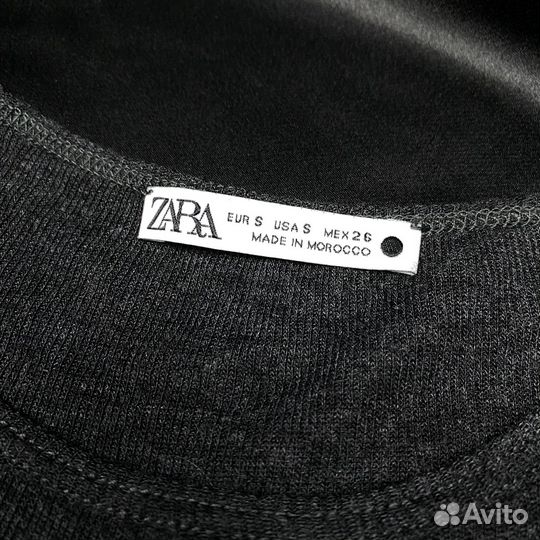 ZARA
EUR S USA S MEX 26
MADE IN MOROCCO
Avito